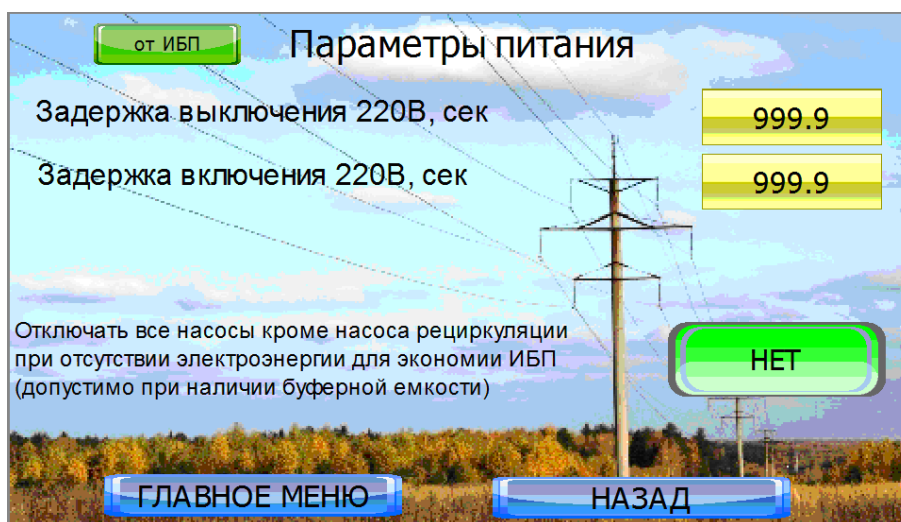 от ИБП
Параметры питания
Задержка выключения 220В, сек
999.9
Задержка включения 220В, сек
999.9
Отключать все насосы кроме насоса рециркуляции
при отсутствии электроэнергии для экономии ИБП
(допустимо при наличии буферной емкости)
НЕТ
ГЛАВНОЕ МЕНЮ
НАЗАД